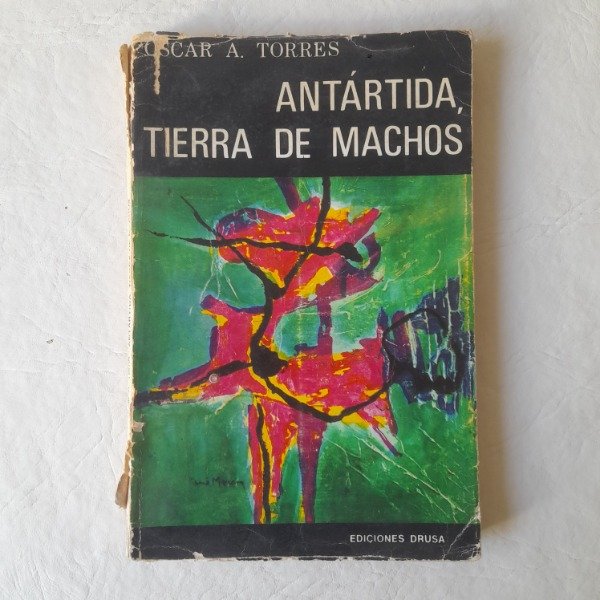 OSCAR A. TORRES
ANTÁRTIDA,
TIERRA DE MACHOS
EDICIONES DRUSA